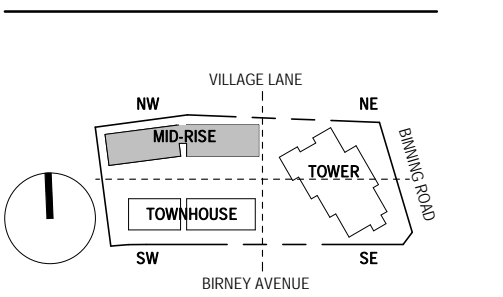 VILLAGE LANE
NW
NE
MID-RISE
BINNING ROAD
TOWER
TOWNHOUSE
SW
SE
BIRNEY AVENUE